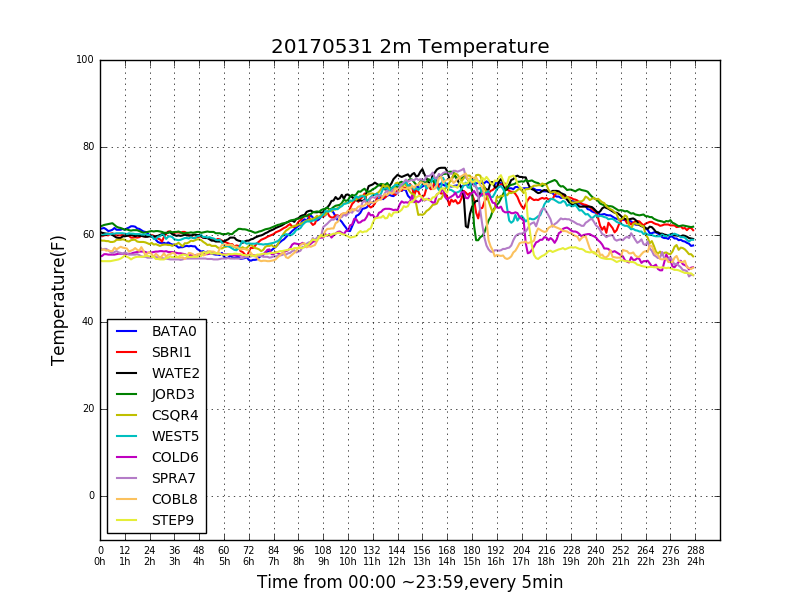 20170531 2m Temperature
100
80
60
40
20
0
Temperature(F)
BATA0
SBRI1
WATE2
JORD3
CSQR4
WEST5
COLD6
SPRA7
COBL8
STEP9
0 12 24 36 48 60 72 84 96 108 120 132 144 156 168 180 192 204 216 228 240 252 264 276 288
0h 1h 2h 3h 4h 5h 6h 7h 8h 9h 10h 11h 12h 13h 14h 15h 16h 17h 18h 19h 20h 21h 22h 23h 24h
Time from 00:00 ~23:59,every 5min